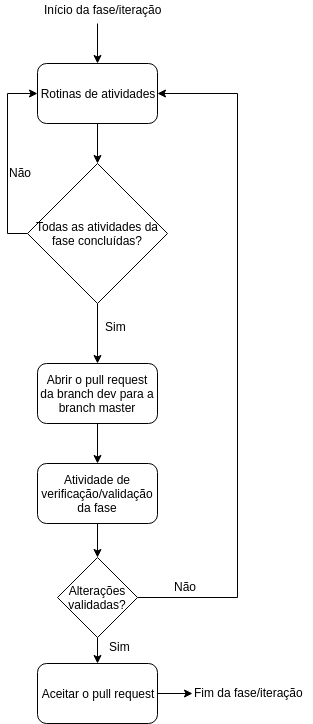 Início da fase/iteração
Rotinas de atividades
Não
Todas as atividades da
fase concluídas?
Sim
Abrir o pull request
da branch dev para a
branch master
Atividade de
verificação/validação
da fase
Alterações
validadas?
Não
Sim
Aceitar o pull request
Fim da fase/iteração